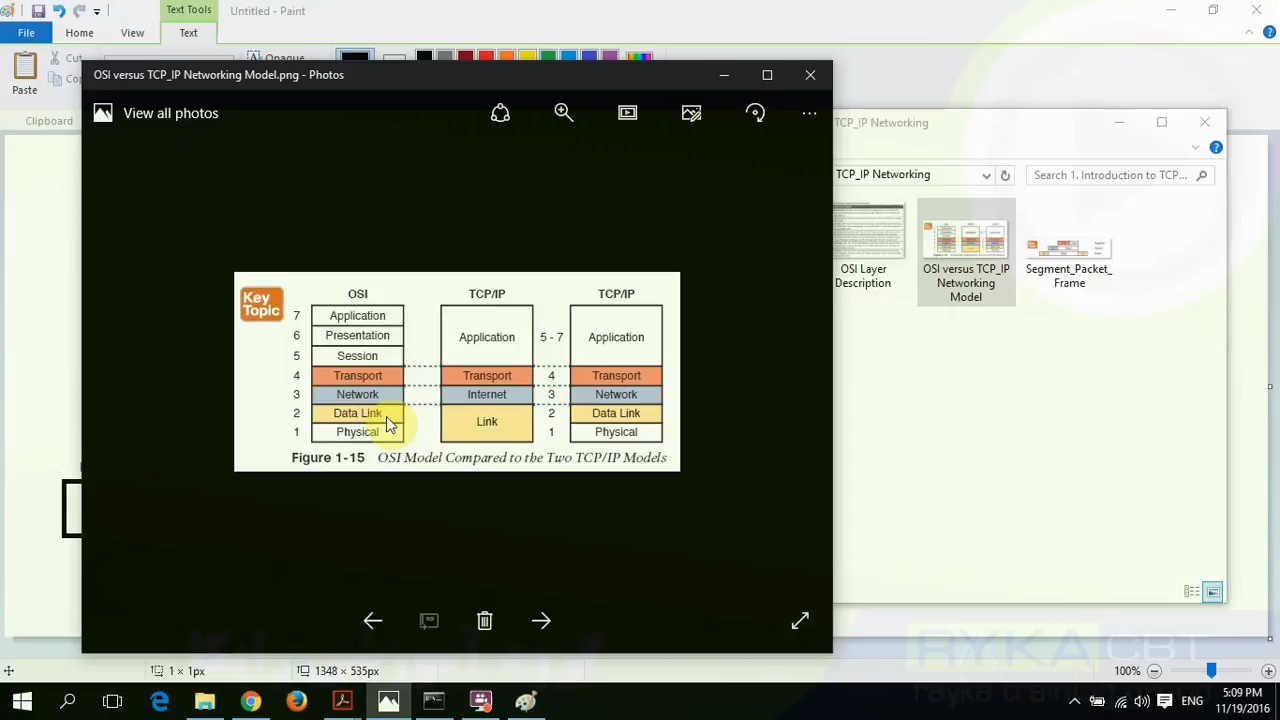 Text Tools
Untitled - Paint
File
Home
View
Text
Paste
Cut
Opaque
Clipboard
OSI versus TCP_IP Networking Model.png - Photos
View all photos
Key
Topic
OSI
TCP/IP
TCP/IP
7
Application
Application
5 - 7
Application
6
Presentation
5
Session
4
Transport
Transport
4
Transport
3
Network
Internet
3
Network
2
Data Link
Link
2
Data Link
1
Physical
1
Physical
Figure 1-15 OSI Model Compared to the Two TCP/IP Models
TCP_IP Networking
TCP_IP Networking
Search 1. Introduction to TCP...
OSI Layer
Description
OSI versus TCP_IP
Networking
Model
Segment_Packet_
Frame
RYKA CBT
1 × 1px
1348 × 535px
100%
5:09 PM
11/19/2016